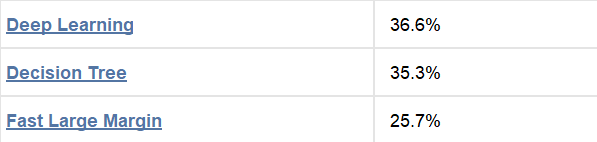 Deep Learning 36.6%
Decision Tree 35.3%
Fast Large Margin 25.7%